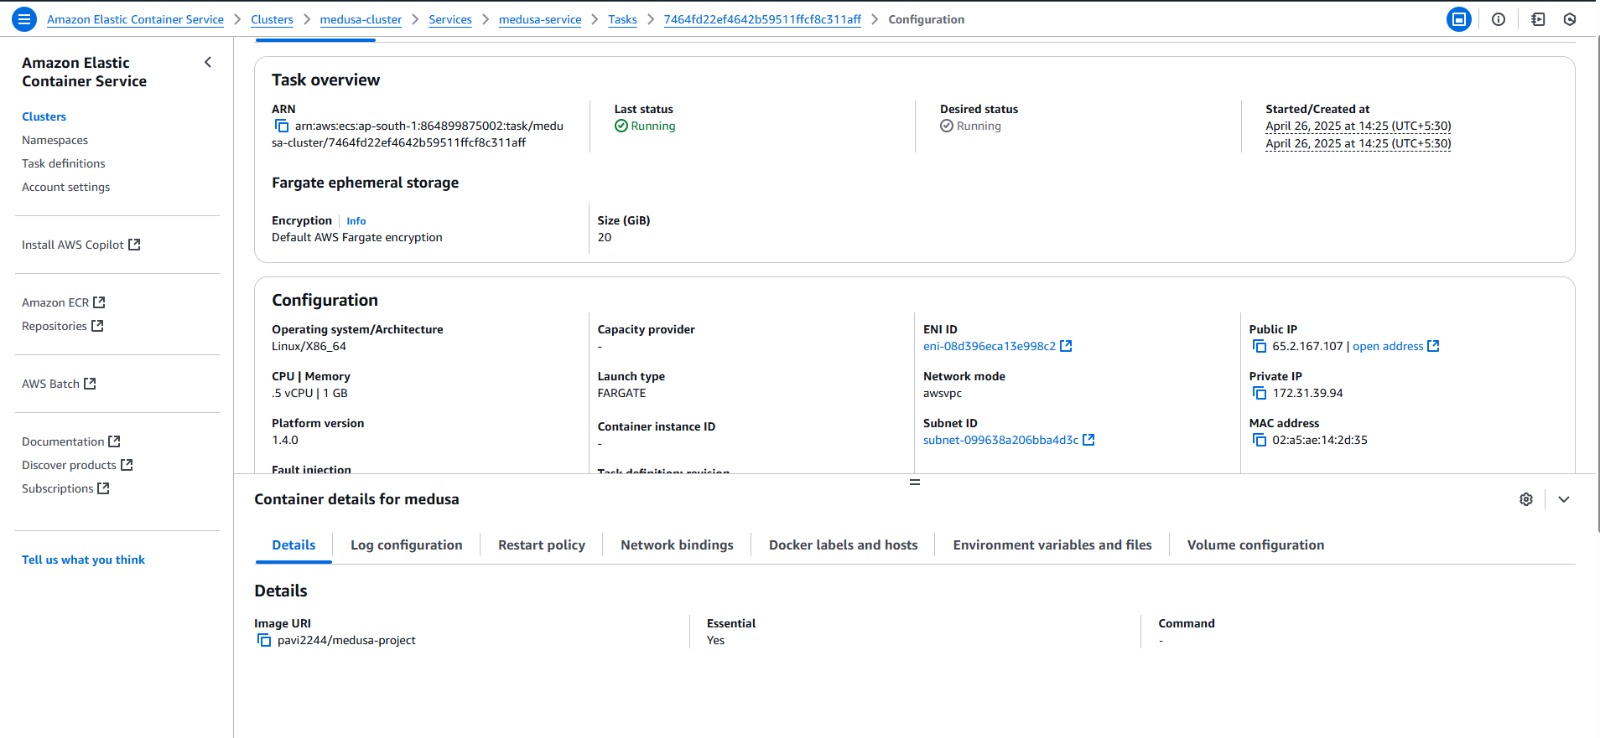 Amazon Elastic Container Service > Clusters > medusa-cluster > Services > medusa-service > Tasks > 7464fd22ef4642b59511ffcf8c311aff > Configuration
Amazon Elastic
Container Service
Clusters
Namespaces
Task definitions
Account settings
Install AWS Copilot
Amazon ECR
Repositories
AWS Batch
Documentation
Discover products
Subscriptions
Tell us what you think
Task overview
ARN
arn:aws:ecs:ap-south-1:864899875002:task/medu
sa-cluster/7464fd22ef4642b59511ffcf8c311aff
Last status
Running
Desired status
Running
Started/Created at
April 26, 2025 at 14:25 (UTC+5:30)
April 26, 2025 at 14:25 (UTC+5:30)
Fargate ephemeral storage
Encryption | Info
Default AWS Fargate encryption
Size (GiB)
20
Configuration
Operating system/Architecture
Linux/X86_64
CPU | Memory
.5 vCPU | 1 GB
Platform version
1.4.0
Fault injection
Capacity provider
-
Launch type
FARGATE
Container instance ID
-
Task definition: revision
ENI ID
eni-08d396eca13e998c2
Network mode
awsvpc
Subnet ID
subnet-099638a206bba4d3c
Public IP
65.2.167.107 | open address
Private IP
172.31.39.94
MAC address
02:a5:ae:14:2d:35
Container details for medusa
Details
Log configuration
Restart policy
Network bindings
Docker labels and hosts
Environment variables and files
Volume configuration
Details
Image URI
pavi2244/medusa-project
Essential
Yes
Command
-